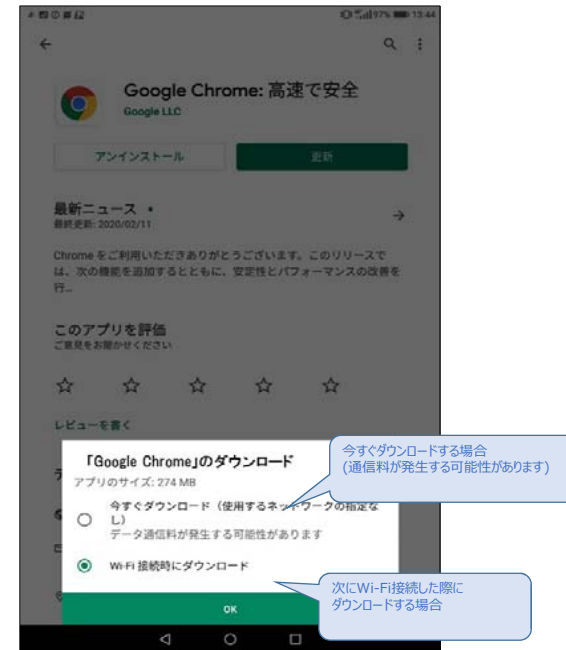 97% 13:44
Google Chrome: 高速で安全
Google LLC
アンインストール
更新
最新ニュース •
最終更新: 2020/02/11
Chrome をご利用いただきありがとうございます。このリリースで
は、次の機能を追加するとともに、安定性とパフォーマンスの改善を
行…
このアプリを評価
ご意見をお聞かせください
レビューを書く
「Google Chrome」のダウンロード
アプリのサイズ: 274 MB
今すぐダウンロード（使用するネットワークの指定な
し）
データ通信料が発生する可能性があります
Wi-Fi 接続時にダウンロード
OK
今すぐダウンロードする場合
(通信料が発生する可能性があります)
次にWi-Fi接続した際に
ダウンロードする場合